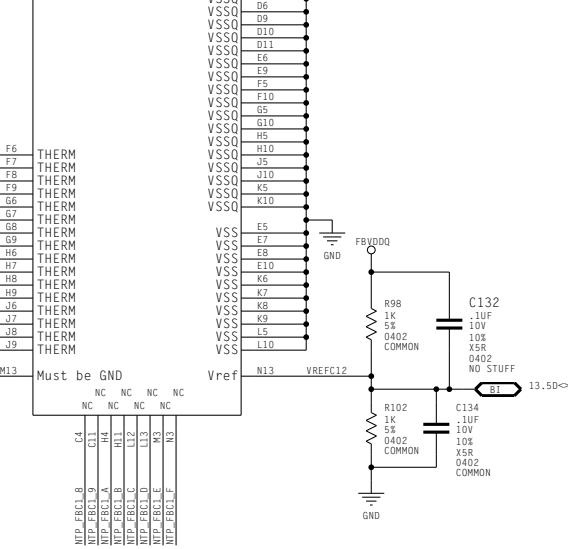 VSSQ
VSSQ D6
VSSQ D9
VSSQ D10
VSSQ D11
VSSQ E6
VSSQ E9
VSSQ F5
VSSQ F10
VSSQ G5
VSSQ G10
VSSQ H5
F6 THERM VSSQ H10
F7 THERM VSSQ J5
F8 THERM VSSQ J10
F9 THERM VSSQ K5
G6 THERM VSSQ K10
G7 THERM
G8 THERM VSS E5
G9 THERM VSS E7
H6 THERM VSS E8
H7 THERM VSS E10
H8 THERM VSS K6
H9 THERM VSS K7
J6 THERM VSS K8
J7 THERM VSS K9
J8 THERM VSS L5
J9 THERM VSS L10
GND
FBVDDQ
R98
1K
5%
0402
COMMON
C132
.1UF
10V
10%
X5R
0402
NO STUFF
M13 Must be GND Vref N13 VREFC12
BI 13.5D<>
NC NC NC NC
NC NC NC NC
C4 C11 H4 H11 L12 L13 M3 N3
NTP_FBC1_8
NTP_FBC1_9
NTP_FBC1_A
NTP_FBC1_B
NTP_FBC1_C
NTP_FBC1_D
NTP_FBC1_E
NTP_FBC1_F
R102
1K
5%
0402
COMMON
C134
.1UF
10V
10%
X5R
0402
COMMON
GND